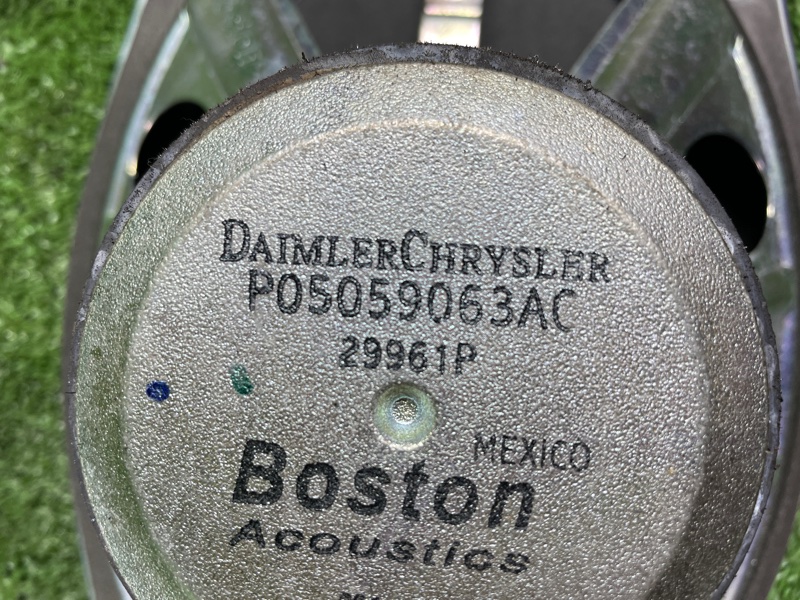 DAIMLERCHRYSLER
P05059063AC
29961P
MEXICO
Boston
Acoustics